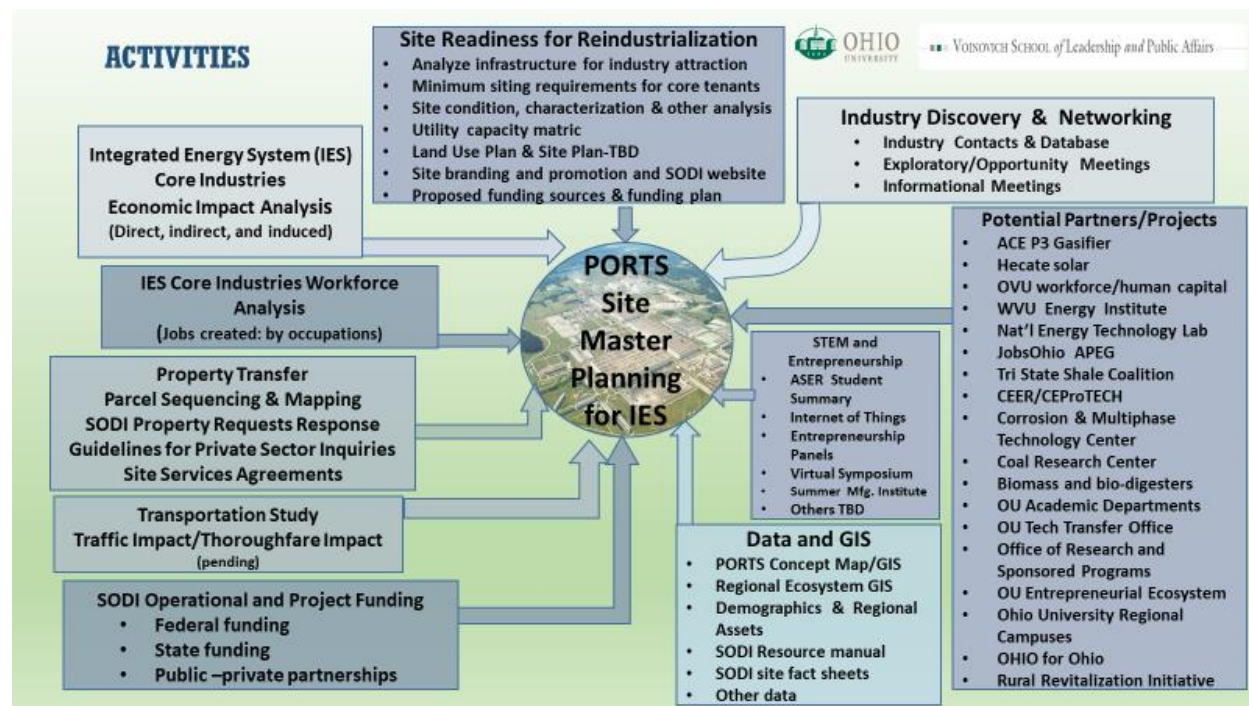 ACTIVITIES
Site Readiness for Reindustrialization
• Analyze infrastructure for industry attraction
• Minimum siting requirements for core tenants
• Site condition, characterization & other analysis
• Utility capacity matric
• Land Use Plan & Site Plan-TBD
• Site branding and promotion and SODI website
• Proposed funding sources & funding plan
OHIO
UNIVERSITY
VOINOVICH SCHOOL of Leadership and Public Affairs
Integrated Energy System (IES)
Core Industries
Economic Impact Analysis
(Direct, indirect, and induced)
Industry Discovery & Networking
• Industry Contacts & Database
• Exploratory/Opportunity Meetings
• Informational Meetings
IES Core Industries Workforce
Analysis
(Jobs created: by occupations)
PORTS
Site
Master
Planning
for IES
Potential Partners/Projects
• ACE P3 Gasifier
• Hecate solar
• OVU workforce/human capital
• WVU Energy Institute
• Nat'l Energy Technology Lab
• JobsOhio APEG
• Tri State Shale Coalition
• CEER/CEProTECH
• Corrosion & Multiphase
Technology Center
• Coal Research Center
• Biomass and bio-digesters
• OU Academic Departments
• OU Tech Transfer Office
• Office of Research and
Sponsored Programs
• OU Entrepreneurial Ecosystem
• Ohio University Regional
Campuses
• OHIO for Ohio
• Rural Revitalization Initiative
Property Transfer
Parcel Sequencing & Mapping
SODI Property Requests Response
Guidelines for Private Sector Inquiries
Site Services Agreements
STEM and
Entrepreneurship
• ASER Student
Summary
• Internet of Things
• Entrepreneurship
Panels
• Virtual Symposium
• Summer Mfg. Institute
• Others TBD
Transportation Study
Traffic Impact/Thoroughfare Impact
(pending)
Data and GIS
• PORTS Concept Map/GIS
• Regional Ecosystem GIS
• Demographics & Regional
Assets
• SODI Resource manual
• SODI site fact sheets
• Other data
SODI Operational and Project Funding
• Federal funding
• State funding
• Public –private partnerships